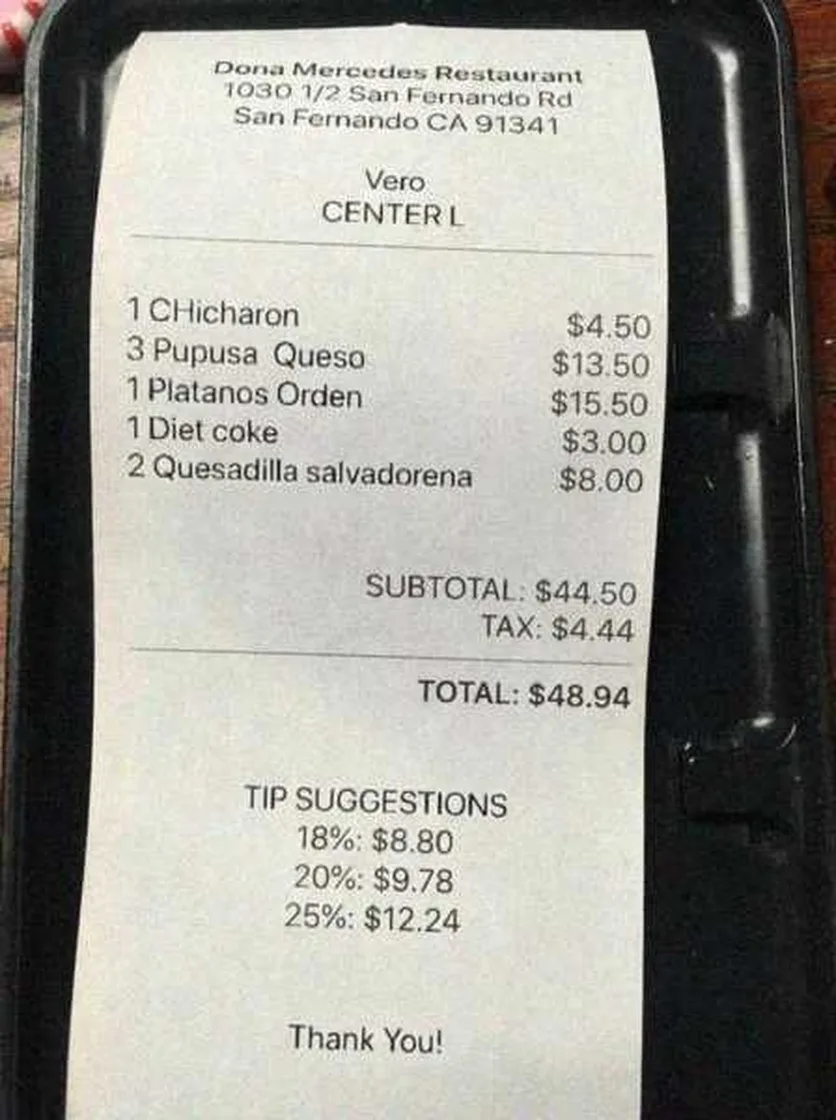 Dona Mercedes Restaurant
1030 1/2 San Fernando Rd
San Fernando CA 91341
Vero
CENTER L
1 CHicharon $4.50
3 Pupusa Queso $13.50
1 Platanos Orden $15.50
1 Diet coke $3.00
2 Quesadilla salvadorena $8.00
SUBTOTAL: $44.50
TAX: $4.44
TOTAL: $48.94
TIP SUGGESTIONS
18%: $8.80
20%: $9.78
25%: $12.24
Thank You!